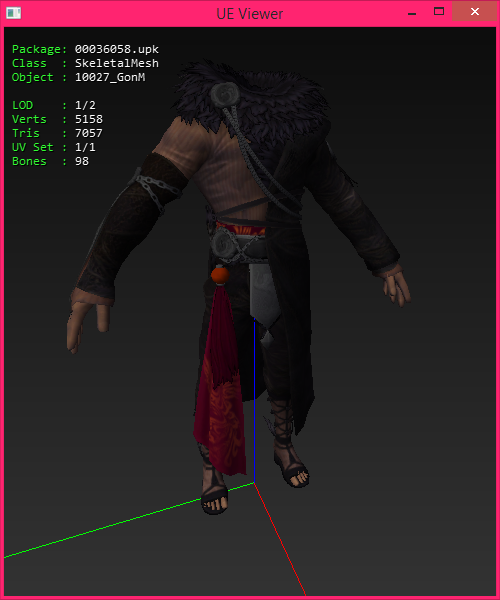 UE Viewer
Package: 00036058.upk
Class : SkeletalMesh
Object : 10027_GonM
LOD : 1/2
Verts : 5158
Tris : 7057
UV Set : 1/1
Bones : 98